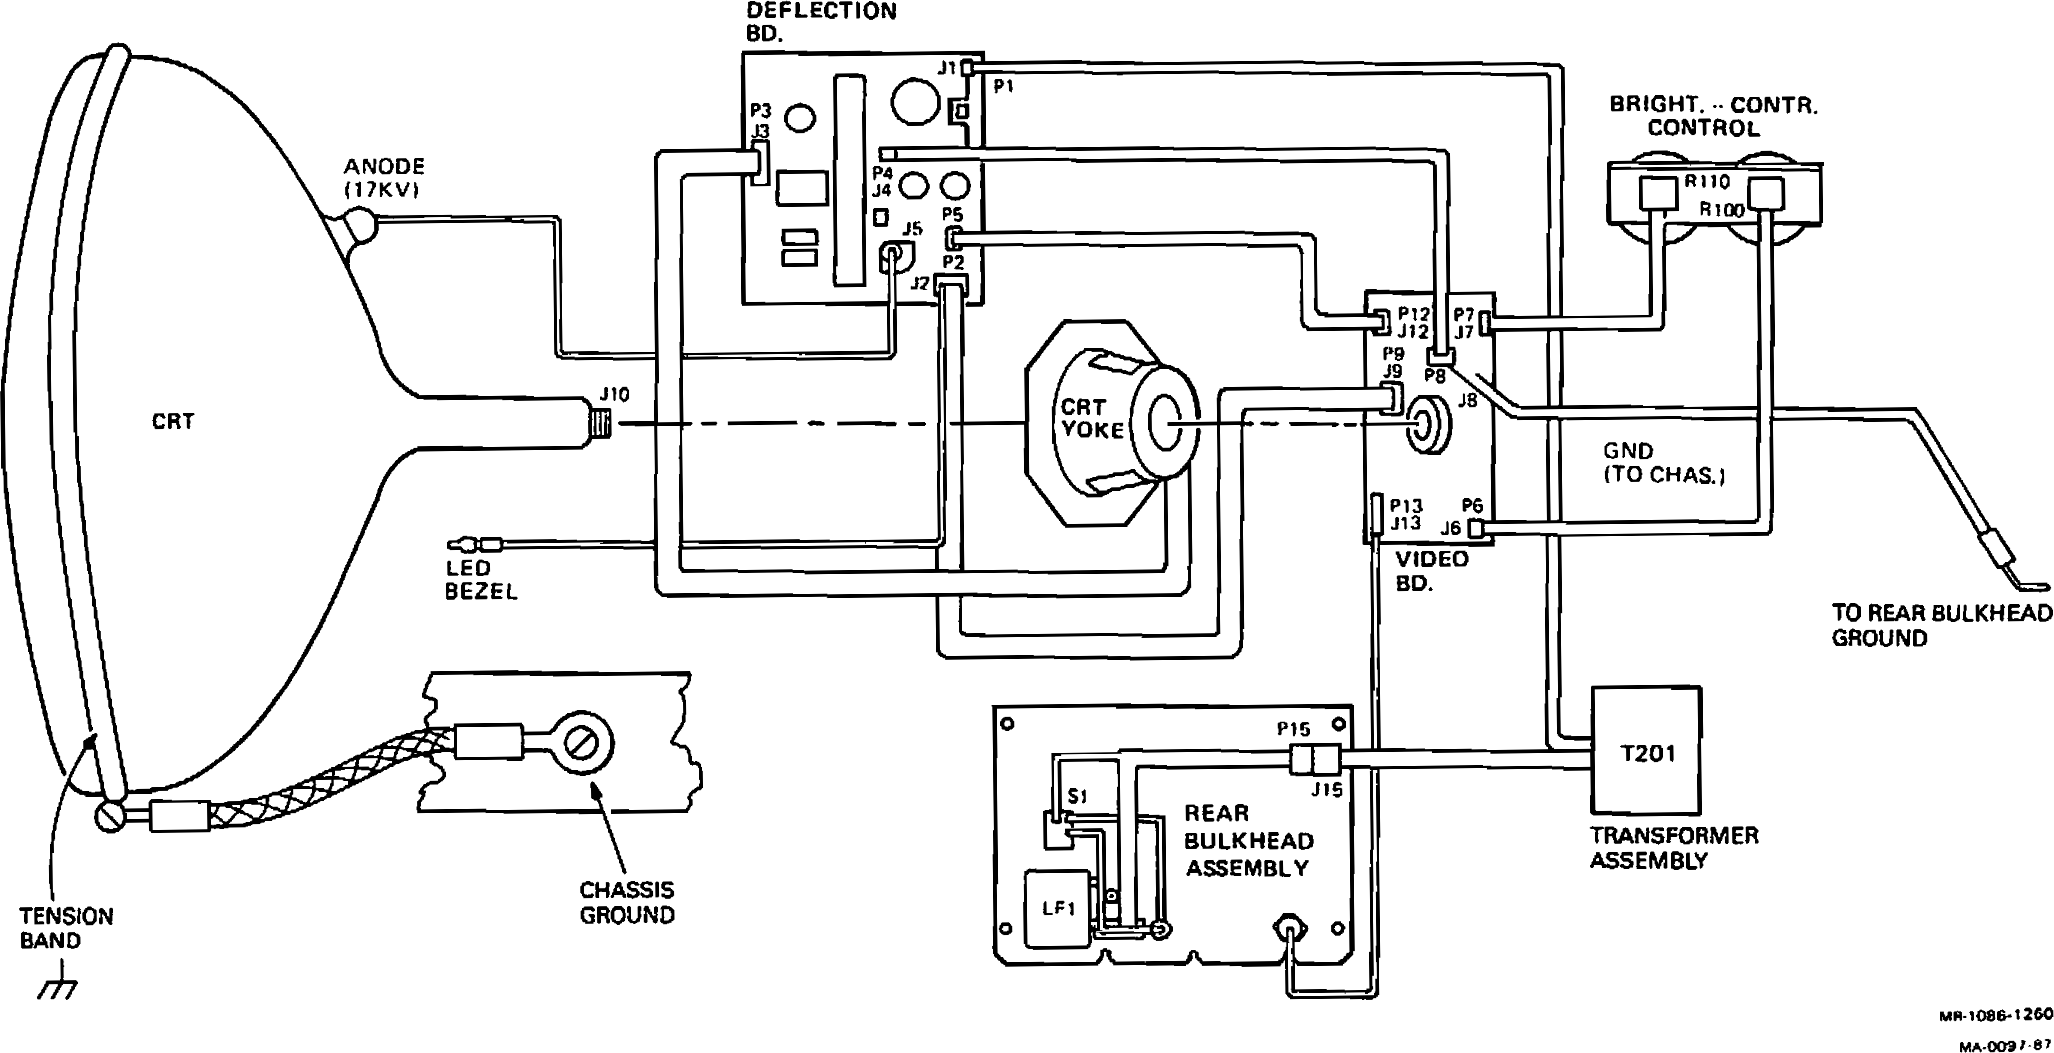 DEFLECTION
BD.
J1
P1
P3
J3
BRIGHT. -- CONTR.
CONTROL
ANODE
(17KV)
P4
J4
R110
R100
P5
J5
P2
J2
P12
J12
P7
J7
P9
J9
P8
J8
J10
CRT
CRT
YOKE
GND
(TO CHAS.)
P13
J13
P6
J6
VIDEO
BD.
LED
BEZEL
TO REAR BULKHEAD
GROUND
P15
J15
T201
S1
REAR
BULKHEAD
ASSEMBLY
TRANSFORMER
ASSEMBLY
LF1
CHASSIS
GROUND
TENSION
BAND
MR-1086-1260
MA-0097-87